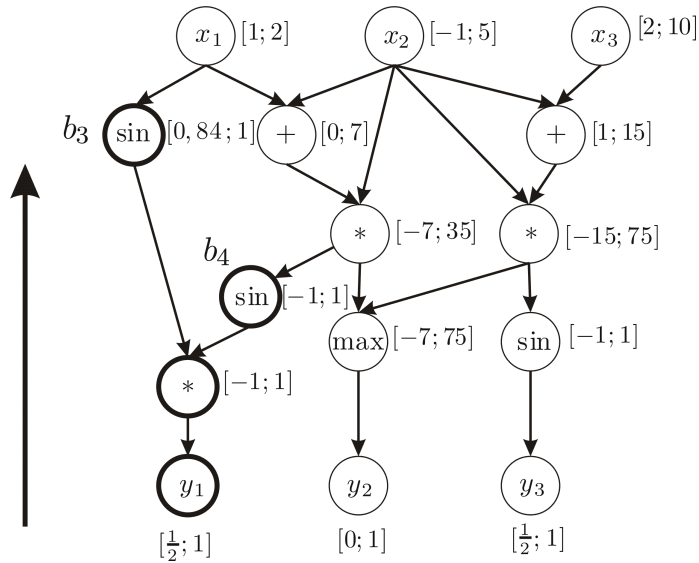 x₁ [1; 2] x₂ [−1; 5] x₃ [2; 10]
b₃ sin [0, 84; 1] + [0; 7] + [1; 15]
* [−7; 35] * [−15; 75]
b₄
sin [−1; 1]
max [−7; 75] sin [−1; 1]
* [−1; 1]
y₁ y₂ y₃
[1/2; 1] [0; 1] [1/2; 1]